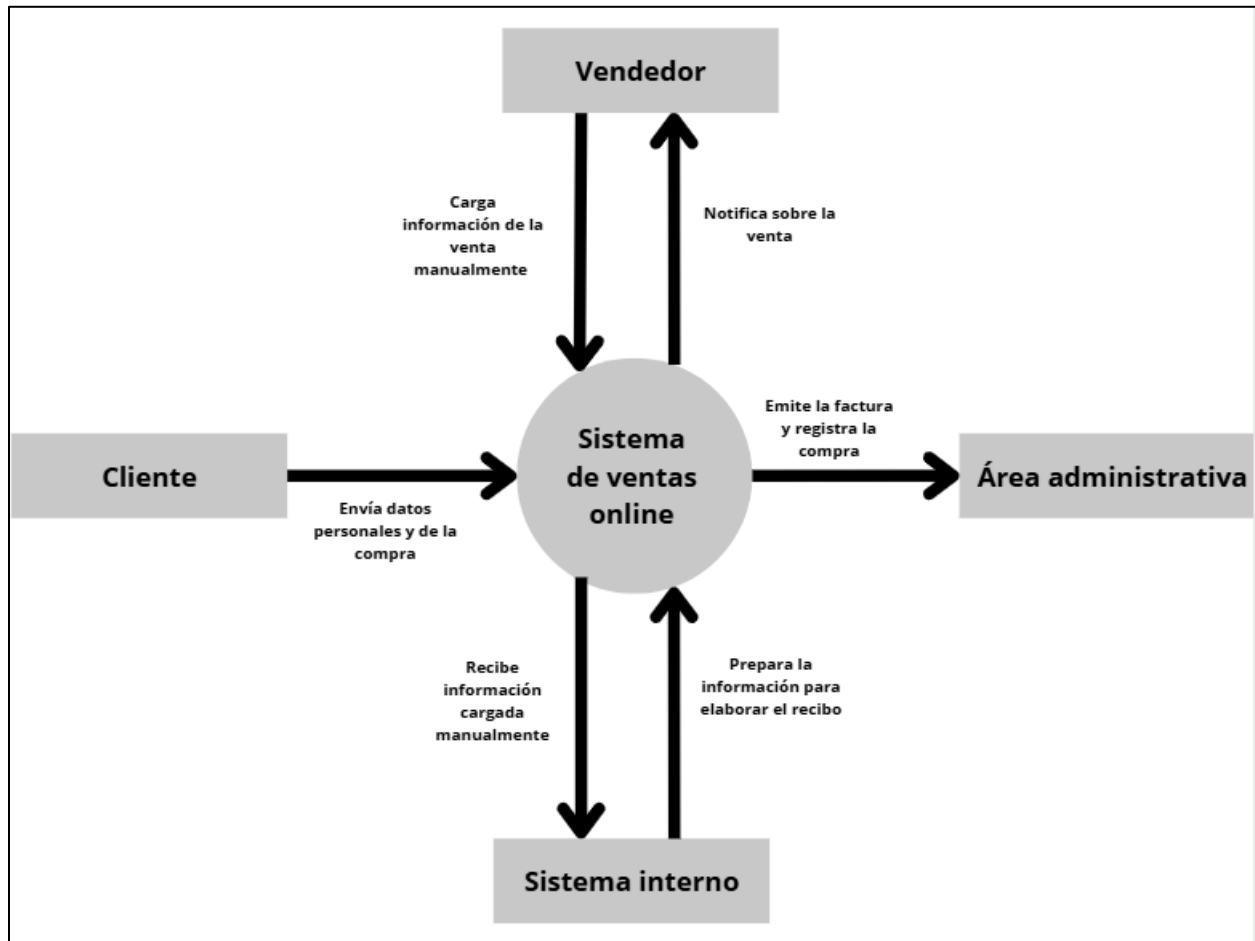 Vendedor
Carga
información de la
venta
manualmente
Notifica sobre la
venta
Cliente
Envía datos
personales y de la
compra
Sistema
de ventas
online
Emite la factura
y registra la
compra
Área administrativa
Recibe
información
cargada
manualmente
Prepara la
información para
elaborar el recibo
Sistema interno